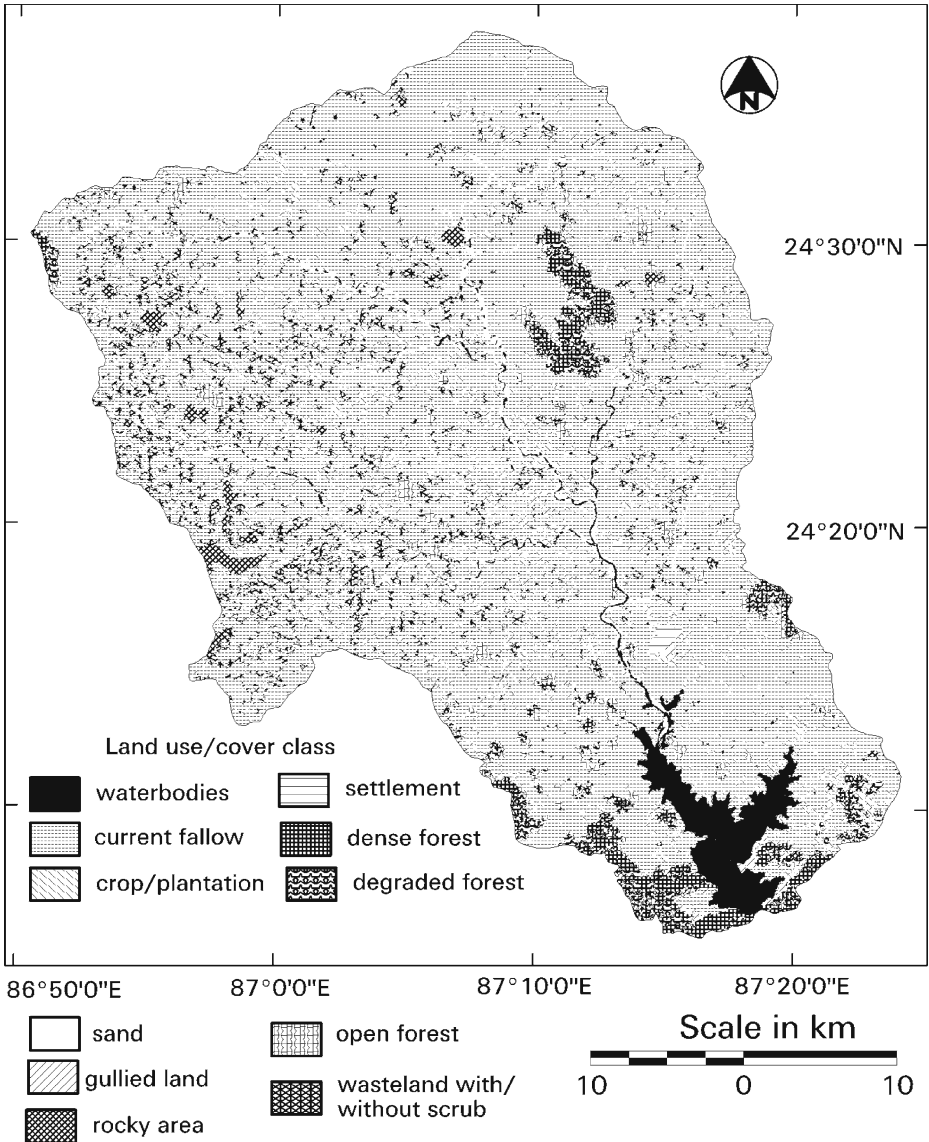 N
24°30'0"N
24°20'0"N
Land use/cover class
waterbodies
settlement
current fallow
dense forest
crop/plantation
degraded forest
86°50'0"E
87°0'0"E
87°10'0"E
87°20'0"E
sand
open forest
gullied land
wasteland with/
without scrub
rocky area
Scale in km
10
0
10